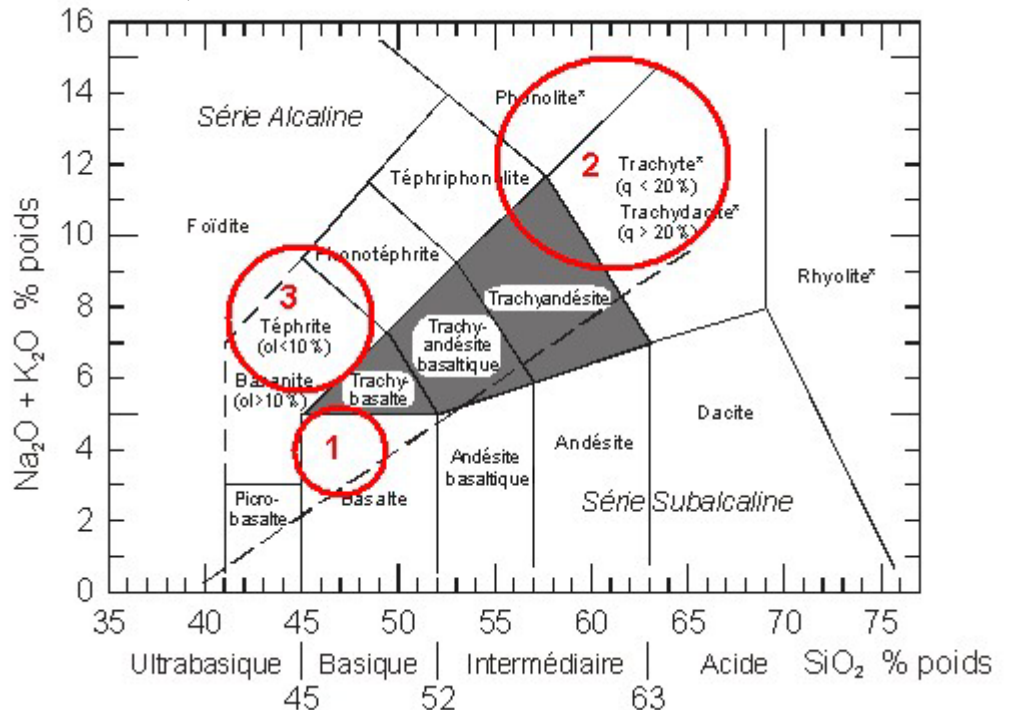 16
14
12
10
8
6
4
2
0
Na₂O + K₂O % poids
Phonolite*
Série Alcaline
2
Trachyte*
(q < 20%)
Téphriphonolite
Trachydacite*
(q > 20%)
Foïdite
Phonotéphrite
Rhyolite*
3
Téphrite
(ol<10%)
Trachyandésite
Trachy-
andésite
basaltique
Basanite
(ol>10%)
Trachy-
basalte
Dacite
1
Andésite
basaltique
Andésite
Picro-
basalte
Basalte
Série Subalcaline
35 40 45 50 55 60 65 70 75
Ultrabasique Basique Intermédiaire Acide SiO₂ % poids
45 52 63